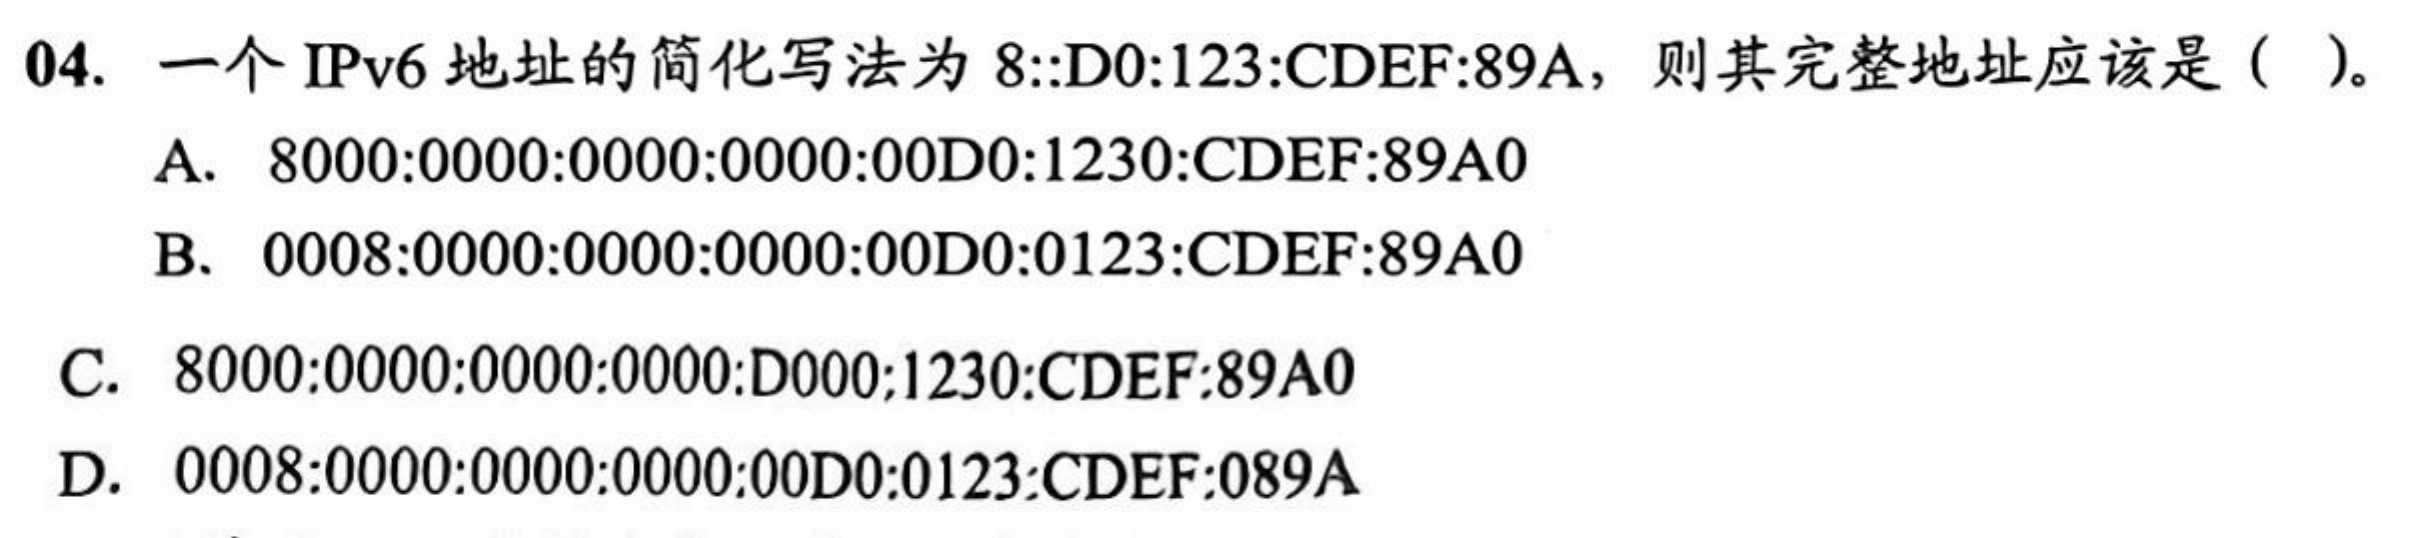 04. 一个 IPv6 地址的简化写法为 8::D0:123:CDEF:89A，则其完整地址应该是（ ）。
A. 8000:0000:0000:0000:00D0:1230:CDEF:89A0
B. 0008:0000:0000:0000:00D0:0123:CDEF:89A0
C. 8000:0000:0000:0000:D000;1230:CDEF:89A0
D. 0008:0000:0000:0000:00D0:0123:CDEF:089A